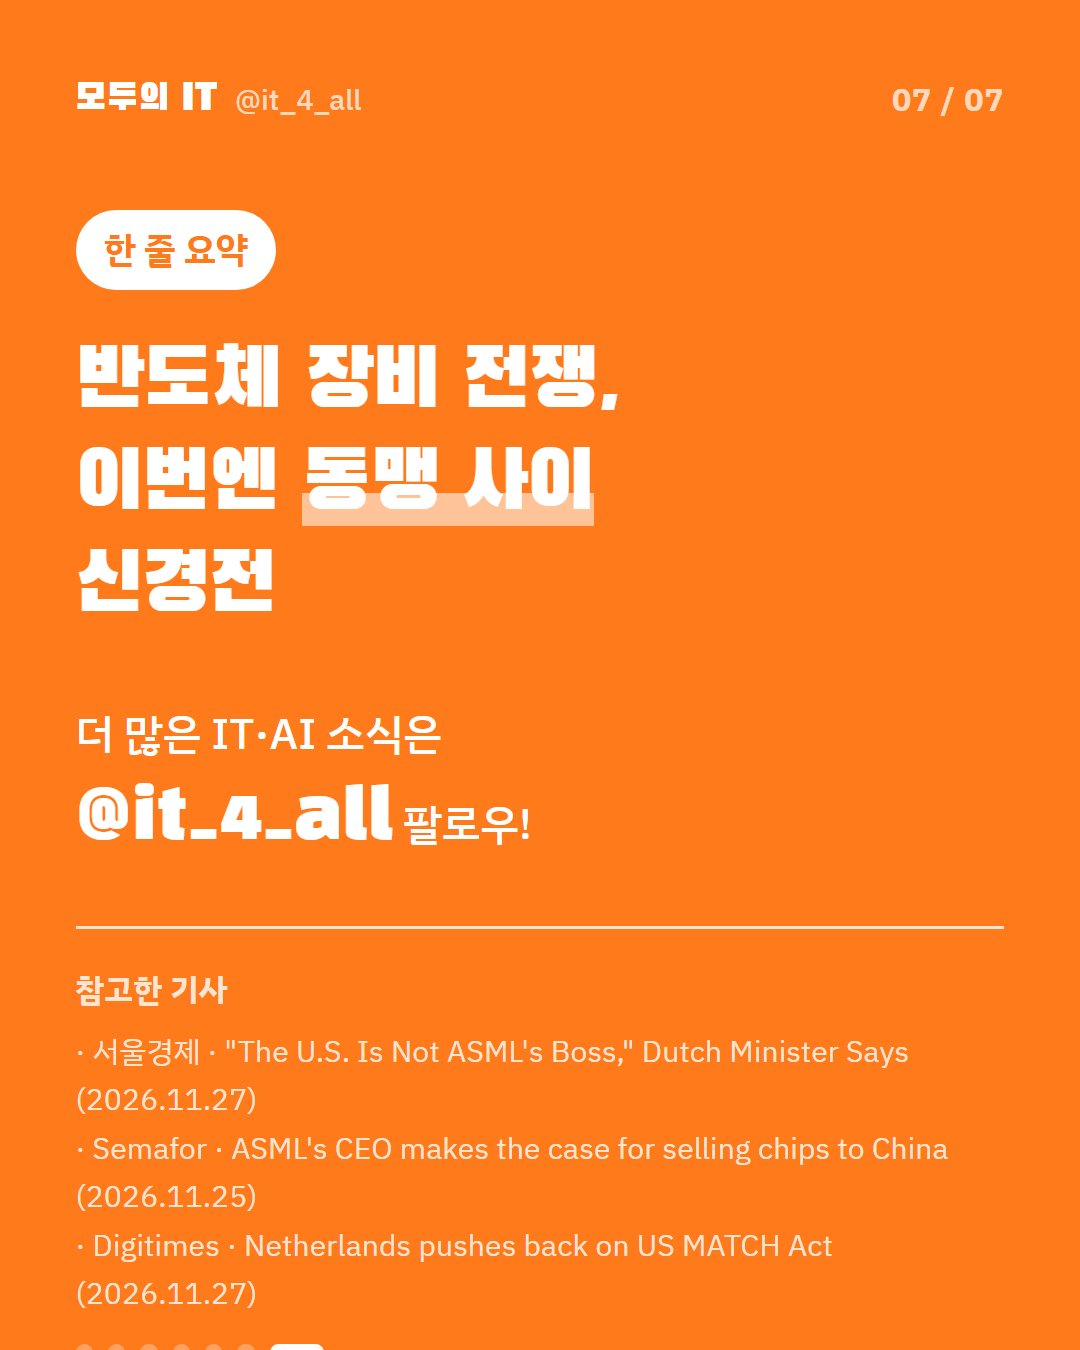 모두의 IT @it_4_all 07 / 07
한 줄 요약
반도체 장비 전쟁,
이번엔 동맹 사이
신경전
더 많은 IT·AI 소식은
@it_4_all 팔로우!
참고한 기사
· 서울경제 · "The U.S. Is Not ASML's Boss," Dutch Minister Says
(2026.11.27)
· Semafor · ASML's CEO makes the case for selling chips to China
(2026.11.25)
· Digitimes · Netherlands pushes back on US MATCH Act
(2026.11.27)